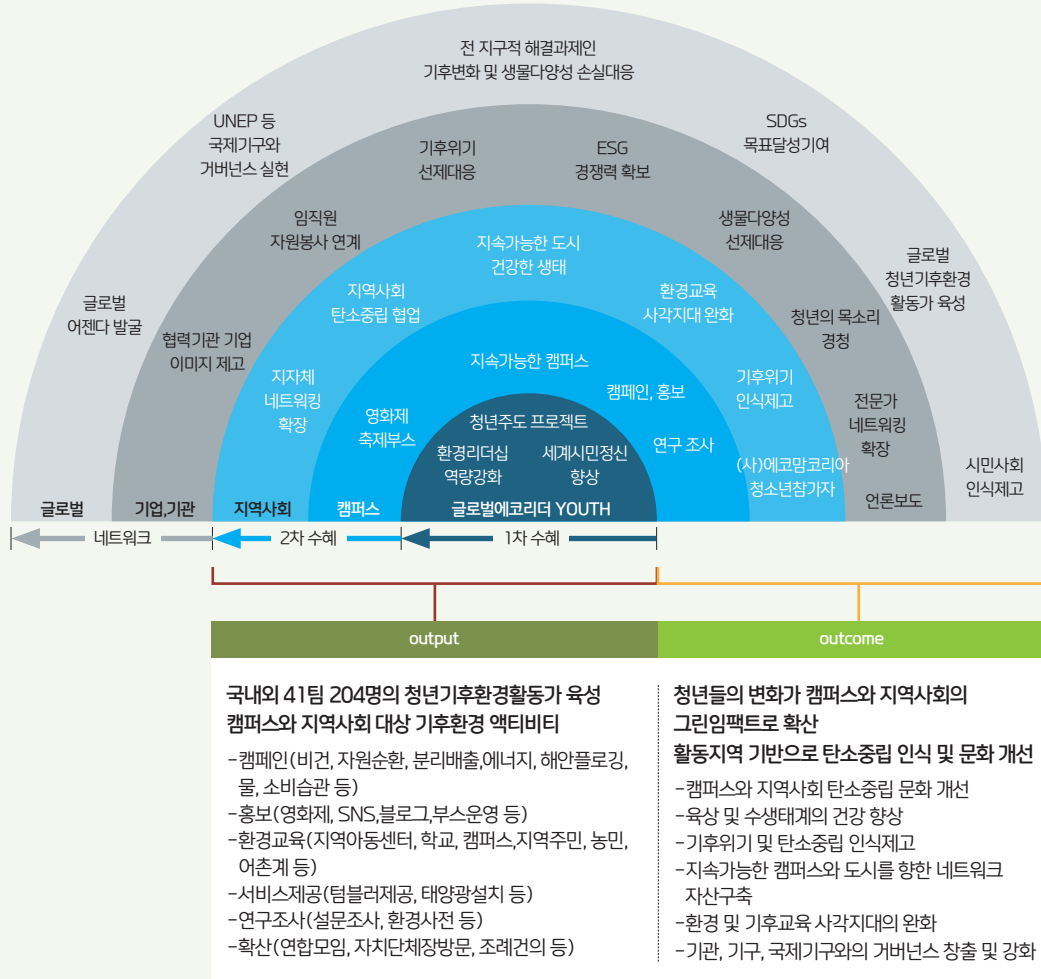 전 지구적 해결과제인
기후변화 및 생물다양성 손실대응
UNEP 등
국제기구와
거버넌스 실현
SDGs
목표달성기여
글로벌
어젠다 발굴
글로벌
청년기후환경
활동가 육성
시민사회
인식제고
기후위기
선제대응
ESG
경쟁력 확보
임직원
자원봉사 연계
생물다양성
선제대응
협력기관 기업
이미지 제고
청년의 목소리
경청
전문가
네트워킹
확장
언론보도
지속가능한 도시
건강한 생태
지역사회
탄소중립 협업
환경교육
사각지대 완화
지자체
네트워킹
확장
기후위기
인식제고
(사)에코맘코리아
청소년참가자
지속가능한 캠퍼스
영화제
축제부스
캠페인, 홍보
연구 조사
청년주도 프로젝트
환경리더십
역량강화
세계시민정신
향상
글로벌
기업,기관
지역사회
캠퍼스
글로벌에코리더 YOUTH
네트워크
2차 수혜
1차 수혜
output
국내외 41팀 204명의 청년기후환경활동가 육성
캠퍼스와 지역사회 대상 기후환경 액티비티
-캠페인(비건, 자원순환, 분리배출,에너지, 해안플로깅,
물, 소비습관 등)
-홍보(영화제, SNS,블로그,부스운영 등)
-환경교육(지역아동센터, 학교, 캠퍼스,지역주민, 농민,
어촌계 등)
-서비스제공(텀블러제공, 태양광설치 등)
-연구조사(설문조사, 환경사전 등)
-확산(연합모임, 자치단체장방문, 조례건의 등)
outcome
청년들의 변화가 캠퍼스와 지역사회의
그린임팩트로 확산
활동지역 기반으로 탄소중립 인식 및 문화 개선
-캠퍼스와 지역사회 탄소중립 문화 개선
-육상 및 수생태계의 건강 향상
-기후위기 및 탄소중립 인식제고
-지속가능한 캠퍼스와 도시를 향한 네트워크
자산구축
-환경 및 기후교육 사각지대의 완화
-기관, 기구, 국제기구와의 거버넌스 창출 및 강화